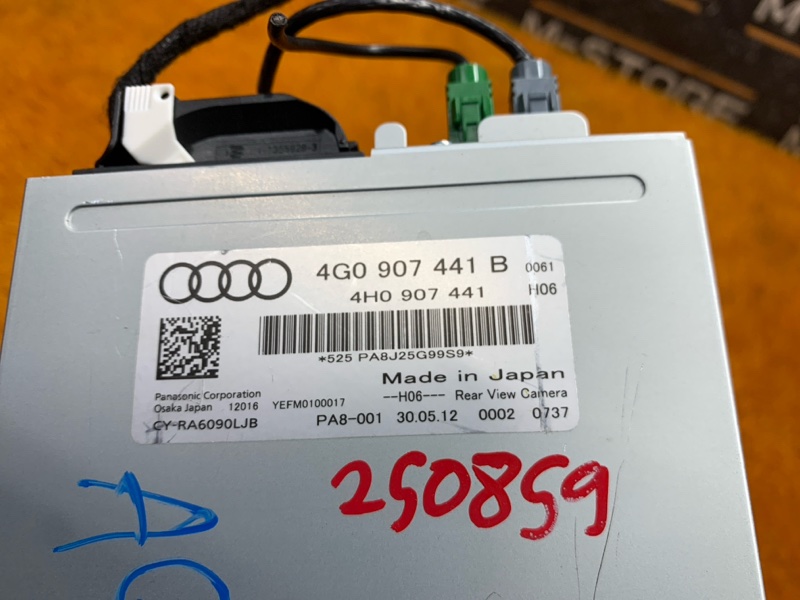 M-STORE
4G0 907 441 B 0061
4H0 907 441 H06
*525 PA8J25G99S9*
Made in Japan
Panasonic Corporation
Osaka Japan 12016 YEFM0100017
--H06--- Rear View Camera
CY-RA6090LJB PA8-001 30.05.12 0002 0737
250859